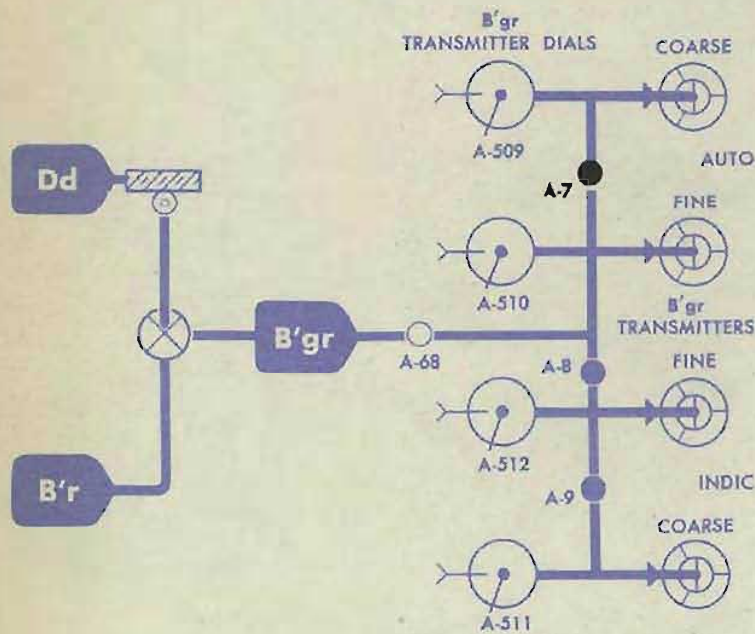 B'gr
TRANSMITTER DIALS
COARSE
A-509
AUTO
Dd
A-7
FINE
A-510
B'gr
TRANSMITTERS
B'gr
A-68
A-8
FINE
A-512
B'r
A-9
INDIC
COARSE
A-511